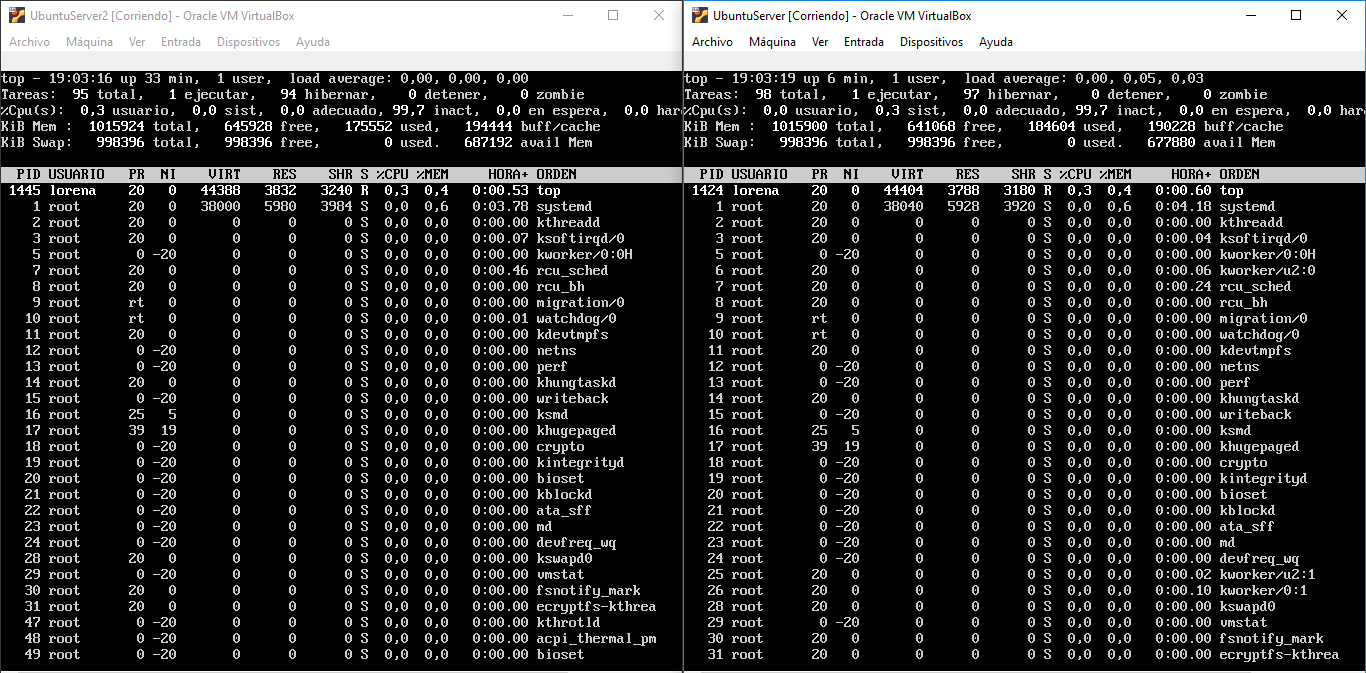 UbuntuServer2 [Corriendo] - Oracle VM VirtualBox
Archivo Máquina Ver Entrada Dispositivos Ayuda
top - 19:03:16 up 33 min, 1 user, load average: 0,00, 0,00, 0,00
Tareas: 95 total, 1 ejecutar, 94 hibernar, 0 detener, 0 zombie
%Cpu(s): 0,3 usuario, 0,0 sist, 0,0 adecuado, 99,7 inact, 0,0 en espera, 0,0 hard
KiB Mem : 1015924 total, 645928 free, 175552 used, 194444 buff/cache
KiB Swap: 998396 total, 998396 free, 0 used. 687192 avail Mem
PID USUARIO PR NI VIRT RES SHR S %CPU %MEM HORA+ ORDEN
1445 lorena 20 0 44388 3832 3240 R 0,3 0,4 0:00.53 top
1 root 20 0 38000 5980 3984 S 0,0 0,6 0:03.78 systemd
2 root 20 0 0 0 0 S 0,0 0,0 0:00.00 kthreadd
3 root 20 0 0 0 0 S 0,0 0,0 0:00.07 ksoftirqd/0
5 root 0 -20 0 0 0 S 0,0 0,0 0:00.00 kworker/0:0H
7 root 20 0 0 0 0 S 0,0 0,0 0:00.46 rcu_sched
8 root 20 0 0 0 0 S 0,0 0,0 0:00.00 rcu_bh
9 root rt 0 0 0 0 S 0,0 0,0 0:00.00 migration/0
10 root rt 0 0 0 0 S 0,0 0,0 0:00.01 watchdog/0
11 root 20 0 0 0 0 S 0,0 0,0 0:00.00 kdevtmpfs
12 root 0 -20 0 0 0 S 0,0 0,0 0:00.00 netns
13 root 0 -20 0 0 0 S 0,0 0,0 0:00.00 perf
14 root 20 0 0 0 0 S 0,0 0,0 0:00.00 khungtaskd
15 root 0 -20 0 0 0 S 0,0 0,0 0:00.00 writeback
16 root 25 5 0 0 0 S 0,0 0,0 0:00.00 ksmd
17 root 39 19 0 0 0 S 0,0 0,0 0:00.00 khugepaged
18 root 0 -20 0 0 0 S 0,0 0,0 0:00.00 crypto
19 root 0 -20 0 0 0 S 0,0 0,0 0:00.00 kintegrityd
20 root 0 -20 0 0 0 S 0,0 0,0 0:00.00 bioset
21 root 0 -20 0 0 0 S 0,0 0,0 0:00.00 kblockd
22 root 0 -20 0 0 0 S 0,0 0,0 0:00.00 ata_sff
23 root 0 -20 0 0 0 S 0,0 0,0 0:00.00 md
24 root 0 -20 0 0 0 S 0,0 0,0 0:00.00 devfreq_wq
28 root 20 0 0 0 0 S 0,0 0,0 0:00.00 kswapd0
29 root 0 -20 0 0 0 S 0,0 0,0 0:00.00 vmstat
30 root 20 0 0 0 0 S 0,0 0,0 0:00.00 fsnotify_mark
31 root 20 0 0 0 0 S 0,0 0,0 0:00.00 ecryptfs-kthrea
47 root 0 -20 0 0 0 S 0,0 0,0 0:00.00 kthrotld
48 root 0 -20 0 0 0 S 0,0 0,0 0:00.00 acpi_thermal_pm
49 root 0 -20 0 0 0 S 0,0 0,0 0:00.00 bioset
UbuntuServer [Corriendo] - Oracle VM VirtualBox
Archivo Máquina Ver Entrada Dispositivos Ayuda
top - 19:03:19 up 6 min, 1 user, load average: 0,00, 0,05, 0,03
Tareas: 98 total, 1 ejecutar, 97 hibernar, 0 detener, 0 zombie
%Cpu(s): 0,0 usuario, 0,3 sist, 0,0 adecuado, 99,7 inact, 0,0 en espera, 0,0 hard
KiB Mem : 1015900 total, 641068 free, 184604 used, 190228 buff/cache
KiB Swap: 998396 total, 998396 free, 0 used. 677880 avail Mem
PID USUARIO PR NI VIRT RES SHR S %CPU %MEM HORA+ ORDEN
1424 lorena 20 0 44404 3788 3180 R 0,3 0,4 0:00.60 top
1 root 20 0 38040 5928 3920 S 0,0 0,6 0:04.18 systemd
2 root 20 0 0 0 0 S 0,0 0,0 0:00.00 kthreadd
3 root 20 0 0 0 0 S 0,0 0,0 0:00.04 ksoftirqd/0
5 root 0 -20 0 0 0 S 0,0 0,0 0:00.00 kworker/0:0H
6 root 20 0 0 0 0 S 0,0 0,0 0:00.06 kworker/u2:0
7 root 20 0 0 0 0 S 0,0 0,0 0:00.24 rcu_sched
8 root 20 0 0 0 0 S 0,0 0,0 0:00.00 rcu_bh
9 root rt 0 0 0 0 S 0,0 0,0 0:00.00 migration/0
10 root rt 0 0 0 0 S 0,0 0,0 0:00.00 watchdog/0
11 root 20 0 0 0 0 S 0,0 0,0 0:00.00 kdevtmpfs
12 root 0 -20 0 0 0 S 0,0 0,0 0:00.00 netns
13 root 0 -20 0 0 0 S 0,0 0,0 0:00.00 perf
14 root 20 0 0 0 0 S 0,0 0,0 0:00.00 khungtaskd
15 root 0 -20 0 0 0 S 0,0 0,0 0:00.00 writeback
16 root 25 5 0 0 0 S 0,0 0,0 0:00.00 ksmd
17 root 39 19 0 0 0 S 0,0 0,0 0:00.00 khugepaged
18 root 0 -20 0 0 0 S 0,0 0,0 0:00.00 crypto
19 root 0 -20 0 0 0 S 0,0 0,0 0:00.00 kintegrityd
20 root 0 -20 0 0 0 S 0,0 0,0 0:00.00 bioset
21 root 0 -20 0 0 0 S 0,0 0,0 0:00.00 kblockd
22 root 0 -20 0 0 0 S 0,0 0,0 0:00.00 ata_sff
23 root 0 -20 0 0 0 S 0,0 0,0 0:00.00 md
24 root 0 -20 0 0 0 S 0,0 0,0 0:00.00 devfreq_wq
25 root 20 0 0 0 0 S 0,0 0,0 0:00.02 kworker/u2:1
26 root 20 0 0 0 0 S 0,0 0,0 0:00.10 kworker/0:1
28 root 20 0 0 0 0 S 0,0 0,0 0:00.00 kswapd0
29 root 0 -20 0 0 0 S 0,0 0,0 0:00.00 vmstat
30 root 20 0 0 0 0 S 0,0 0,0 0:00.00 fsnotify_mark
31 root 20 0 0 0 0 S 0,0 0,0 0:00.00 ecryptfs-kthrea